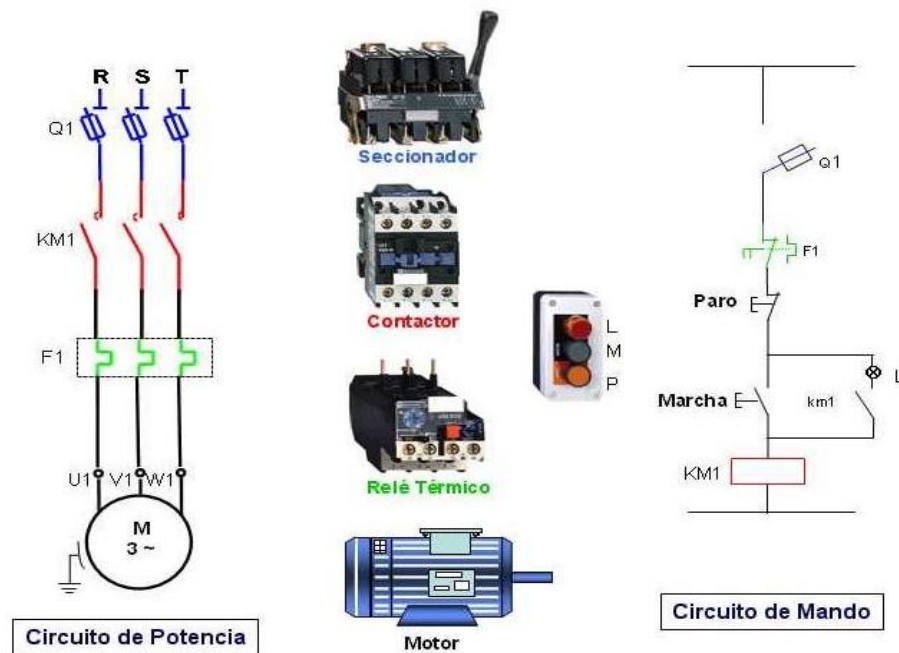 R S T
Q1
KM1
F1
U1 V1 W1
M
3 ~
Circuito de Potencia
Seccionador
Contactor
Relé Térmico
Motor
L
M
P
Q1
F1
Paro
L
Marcha
km1
KM1
Circuito de Mando